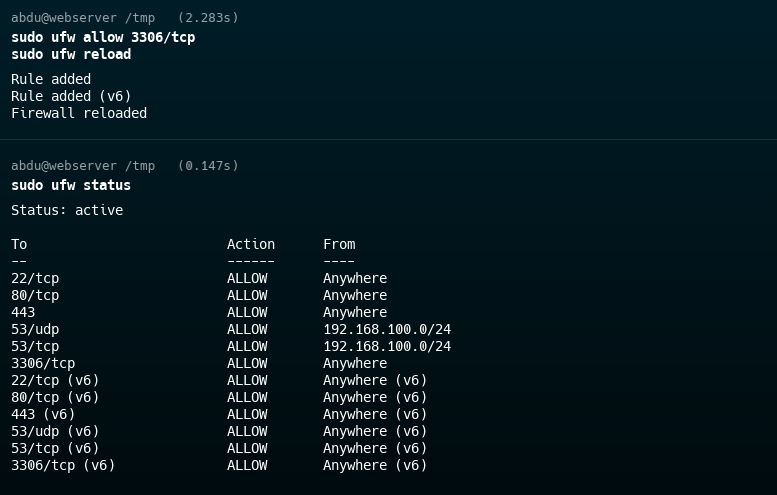 abdu@webserver /tmp (2.283s)
sudo ufw allow 3306/tcp
sudo ufw reload
Rule added
Rule added (v6)
Firewall reloaded
abdu@webserver /tmp (0.147s)
sudo ufw status
Status: active
To Action From
-- ------ ----
22/tcp ALLOW Anywhere
80/tcp ALLOW Anywhere
443 ALLOW Anywhere
53/udp ALLOW 192.168.100.0/24
53/tcp ALLOW 192.168.100.0/24
3306/tcp ALLOW Anywhere
22/tcp (v6) ALLOW Anywhere (v6)
80/tcp (v6) ALLOW Anywhere (v6)
443 (v6) ALLOW Anywhere (v6)
53/udp (v6) ALLOW Anywhere (v6)
53/tcp (v6) ALLOW Anywhere (v6)
3306/tcp (v6) ALLOW Anywhere (v6)